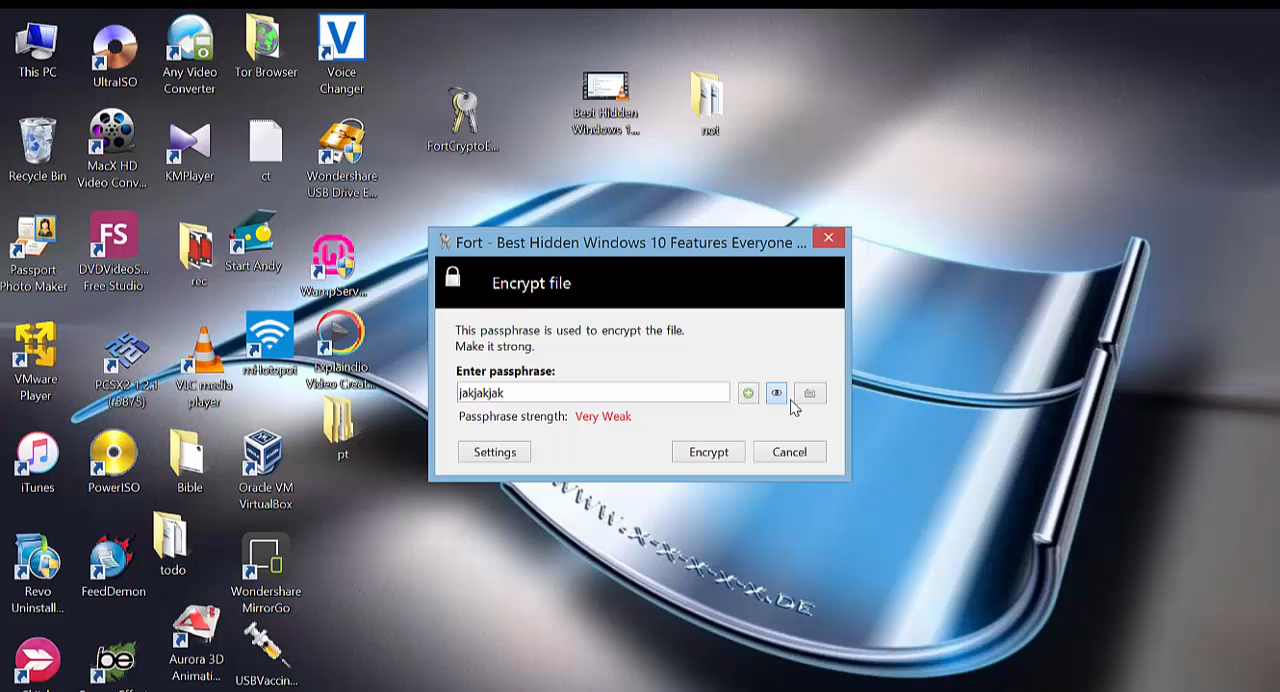 This PC
UltraISO
Any Video
Converter
Tor Browser
V
Voice
Changer
FortCryptoE...
Best Hidden
Windows 1...
not
Recycle Bin
MacX HD
Video Conv...
KMPlayer
ct
Wondershare
USB Drive E...
Passport
Photo Maker
FS
DVDVideoS...
Free Studio
rec
Start Andy
WampServ...
Fort - Best Hidden Windows 10 Features Everyone ...
Encrypt file
This passphrase is used to encrypt the file.
Make it strong.
Enter passphrase:
jakjakjak
Passphrase strength: Very Weak
Settings
Encrypt
Cancel
VMware
Player
PCSX2 1.2.1
(r5875)
VLC media
player
mHotspot
Explaindio
Video Creat...
pt
iTunes
PowerISO
Bible
Oracle VM
VirtualBox
WWW.X-X-X-X-X.DE
Revo
Uninstall...
FeedDemon
todo
Wondershare
MirrorGo
be
Aurora 3D
Animati...
USBVaccin...